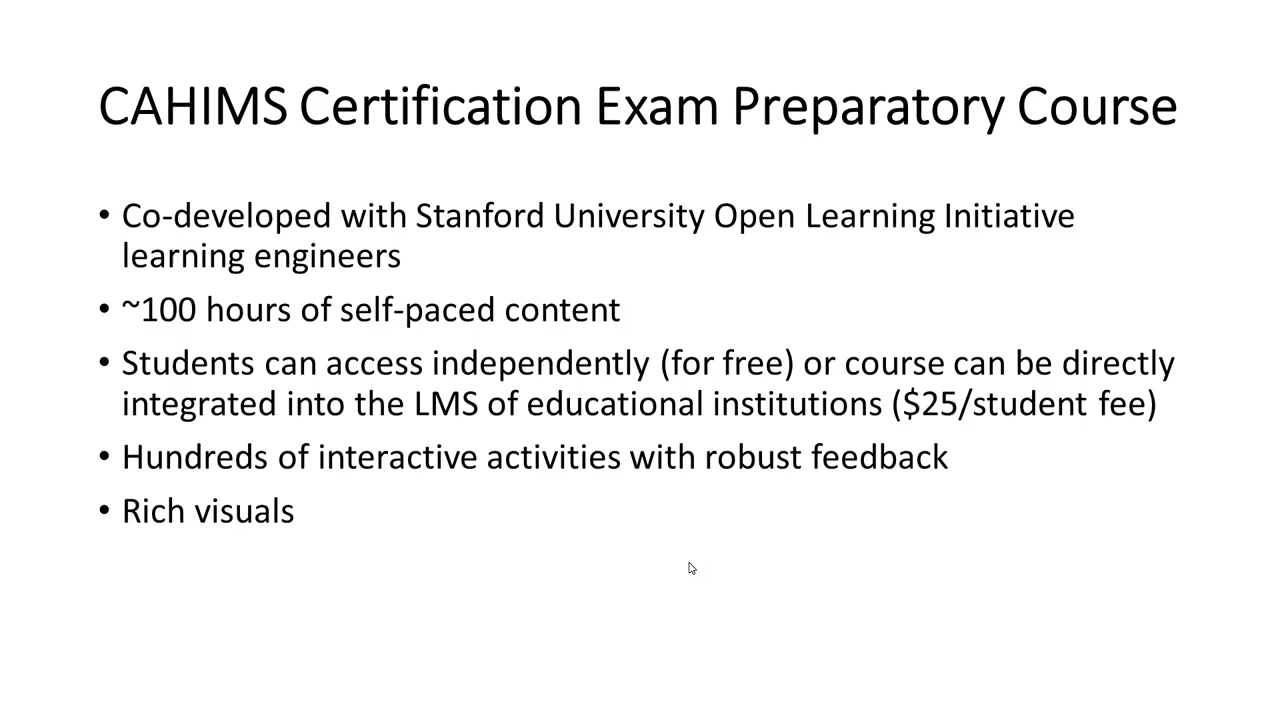 CAHIMS Certification Exam Preparatory Course
• Co-developed with Stanford University Open Learning Initiative
learning engineers
• ~100 hours of self-paced content
• Students can access independently (for free) or course can be directly
integrated into the LMS of educational institutions ($25/student fee)
• Hundreds of interactive activities with robust feedback
• Rich visuals